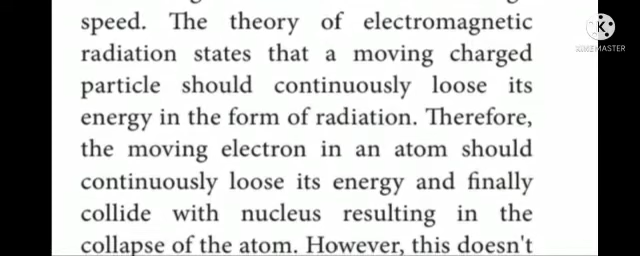 speed. The theory of electromagnetic
radiation states that a moving charged
particle should continuously loose its
energy in the form of radiation. Therefore,
the moving electron in an atom should
continuously loose its energy and finally
collide with nucleus resulting in the
collapse of the atom. However, this doesn't
KINEMASTER